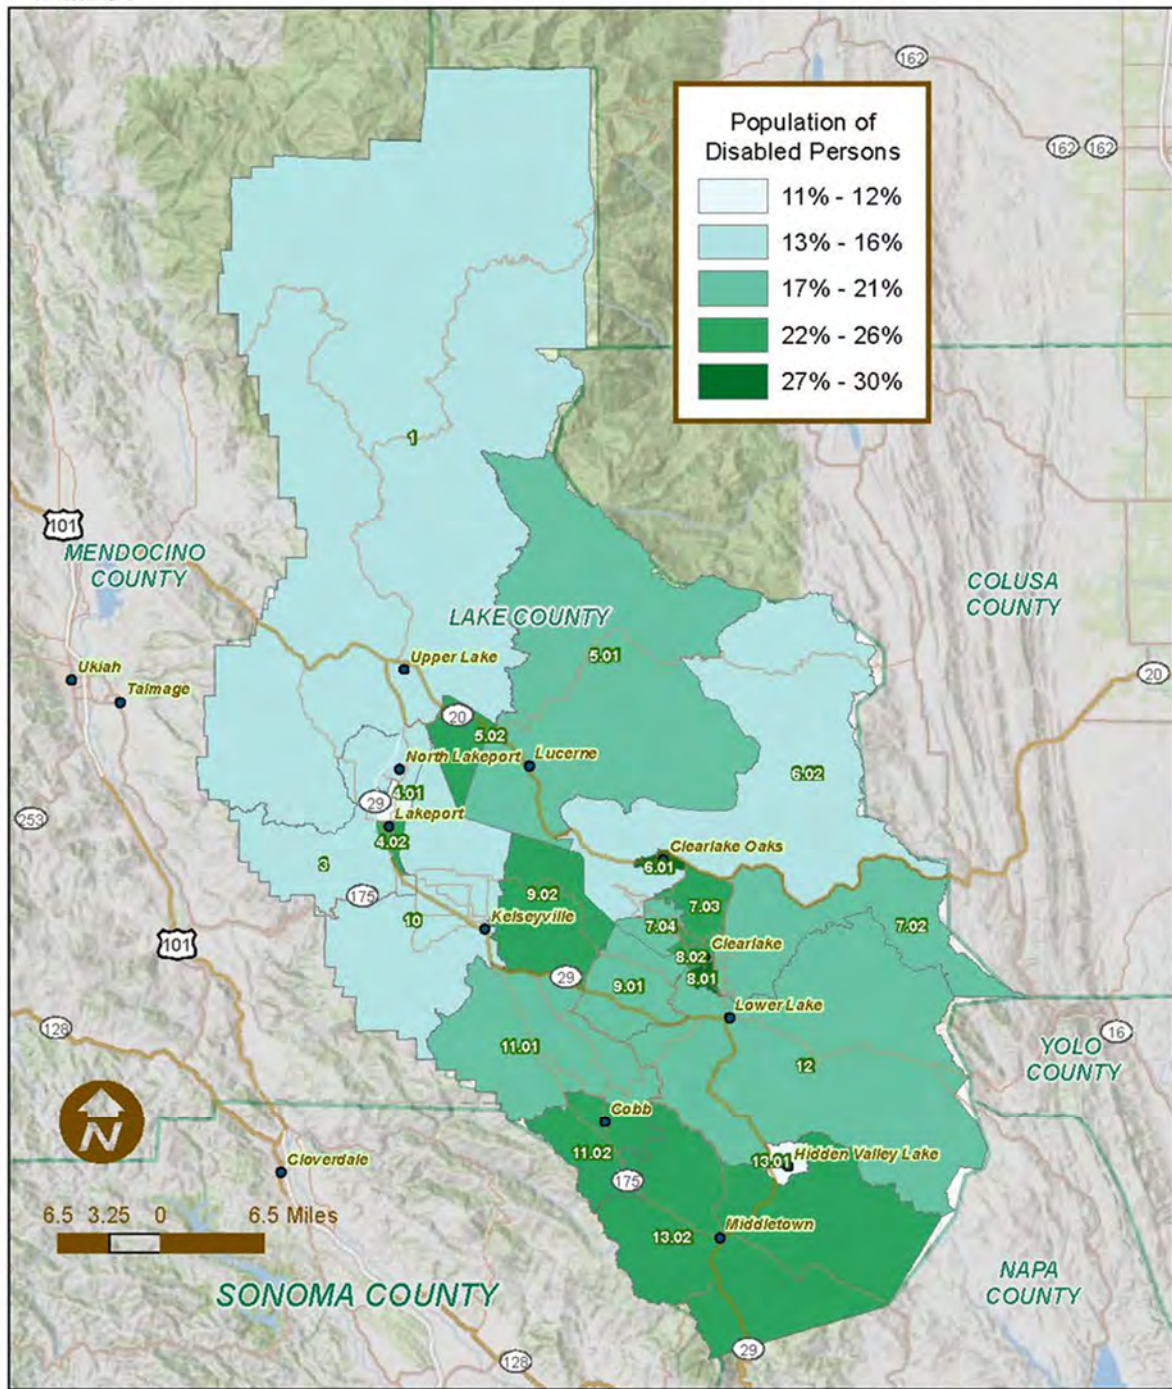 162
Population of
Disabled Persons
11% - 12%
13% - 16%
17% - 21%
22% - 26%
27% - 30%
162
162
1
101
MENDOCINO
COUNTY
COLUSA
COUNTY
LAKE COUNTY
5.01
Upper Lake
Ukiah
Talmage
20
20
5.02
North Lakeport
Lucerne
6.02
4.01
29
Lakeport
253
4.02
Clearlake Oaks
6.01
3
175
9.02
7.03
10
Kelseyville
7.04
7.02
101
Clearlake
8.02
8.01
29
9.01
Lower Lake
128
16
11.01
12
YOLO
COUNTY
N
Cobb
11.02
13.01
Hidden Valley Lake
Cloverdale
175
6.5 3.25 0 6.5 Miles
13.02
Middletown
SONOMA COUNTY
NAPA
COUNTY
29
128